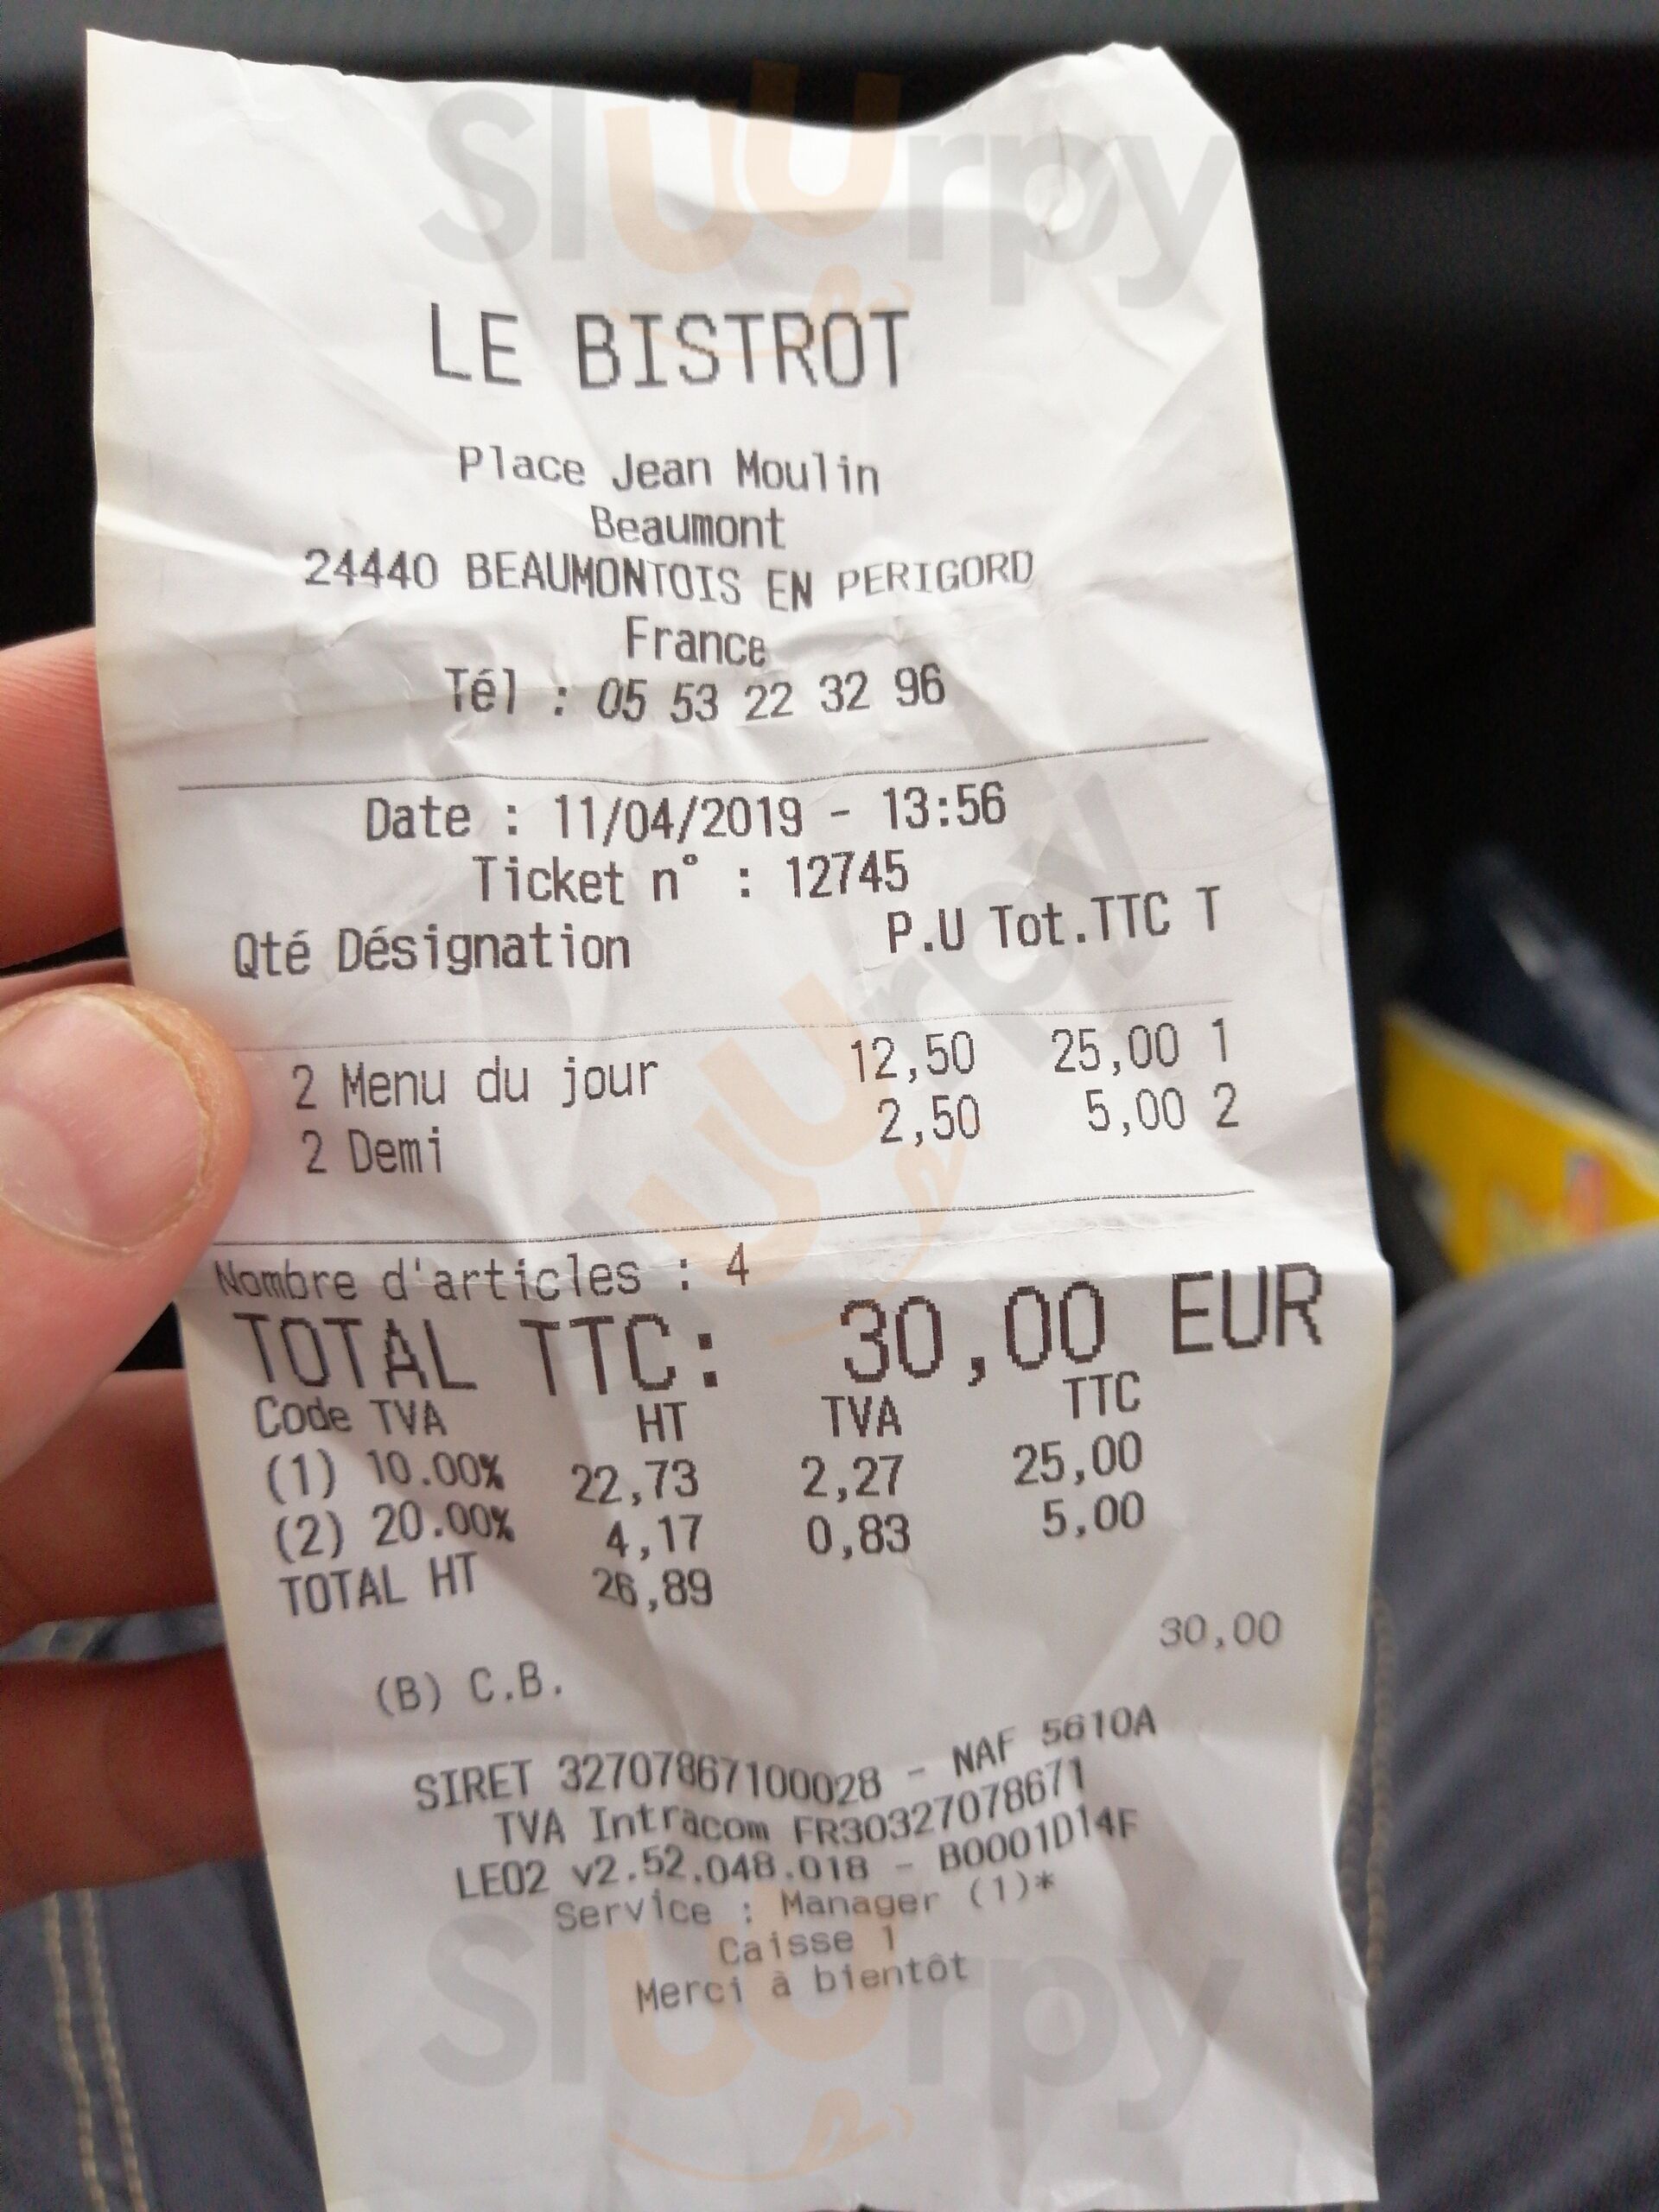 sluurpy
LE BISTROT
Place Jean Moulin
Beaumont
24440 BEAUMONTOIS EN PERIGORD
France
Tél : 05 53 22 32 96
Date : 11/04/2019 - 13:56
Ticket n° : 12745
Qté Désignation P.U Tot.TTC T
2 Menu du jour 12,50 25,00 1
2 Demi 2,50 5,00 2
sluurpy
Nombre d'articles : 4
TOTAL TTC: 30,00 EUR
Code TVA HT TVA TTC
(1) 10.00% 22,73 2,27 25,00
(2) 20.00% 4,17 0,83 5,00
TOTAL HT 26,89
30,00
(B) C.B.
SIRET 32707867100028 - NAF 5610A
TVA Intracom FR30327078671
LE02 v2.52.048.018 - B0001D14F
Service : Manager (1)*
Caisse 1
Merci à bientôt
sluurpy